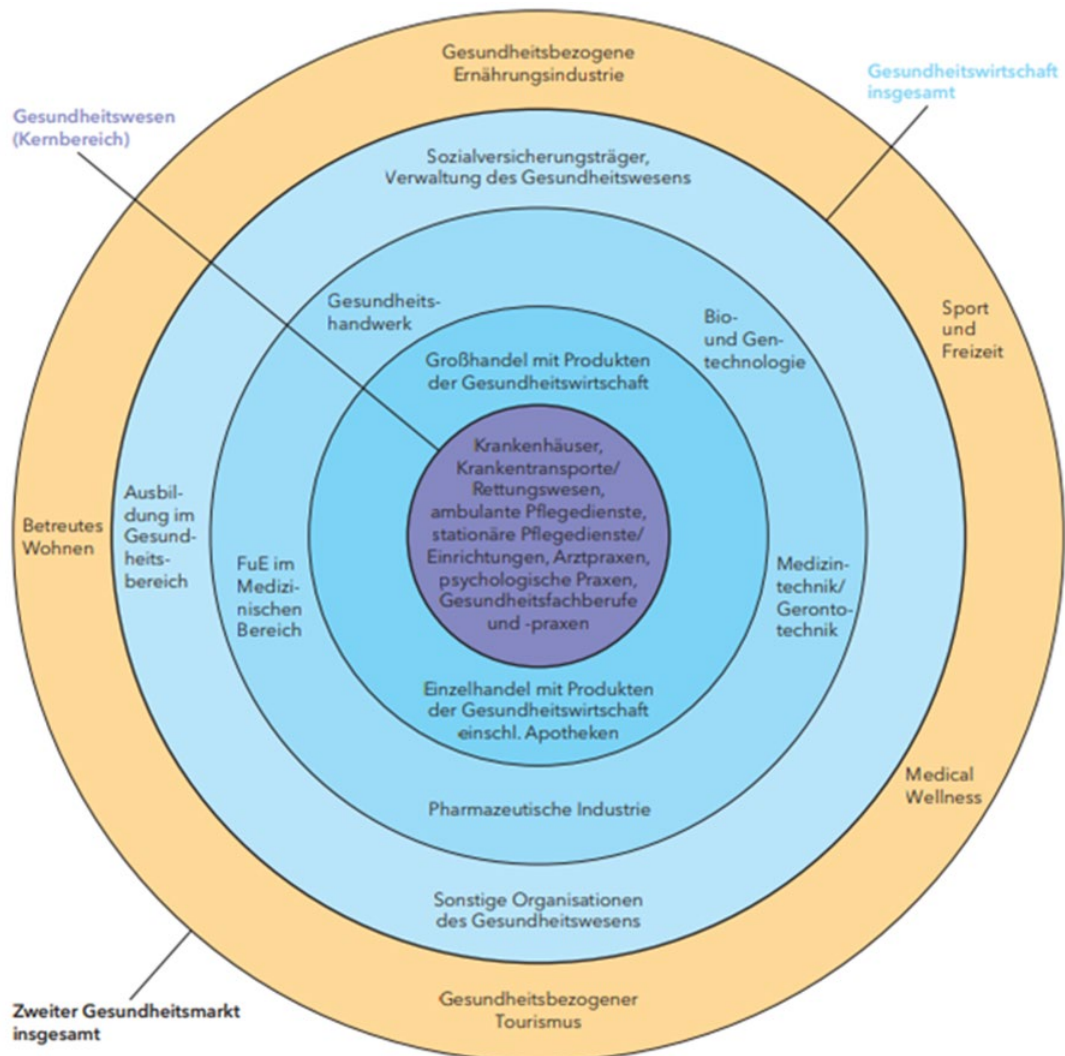 Gesundheitsbezogene
Ernährungsindustrie
Gesundheitswirtschaft
insgesamt
Gesundheitswesen
(Kernbereich)
Sozialversicherungsträger,
Verwaltung des Gesundheitswesens
Gesundheits-
handwerk
Bio-
und Gen-
technologie
Sport
und
Freizeit
Großhandel mit Produkten
der Gesundheitswirtschaft
Krankenhäuser,
Krankentransporte/
Rettungswesen,
ambulante Pflegedienste,
stationäre Pflegedienste/
Einrichtungen, Arztpraxen,
psychologische Praxen,
Gesundheitsfachberufe
und -praxen
Betreutes
Wohnen
Ausbil-
dung im
Gesund-
heits-
bereich
FuE im
Medizi-
nischen
Bereich
Medizin-
technik/
Geronto-
technik
Einzelhandel mit Produkten
der Gesundheitswirtschaft
einschl. Apotheken
Medical
Wellness
Pharmazeutische Industrie
Sonstige Organisationen
des Gesundheitswesens
Zweiter Gesundheitsmarkt
insgesamt
Gesundheitsbezogener
Tourismus